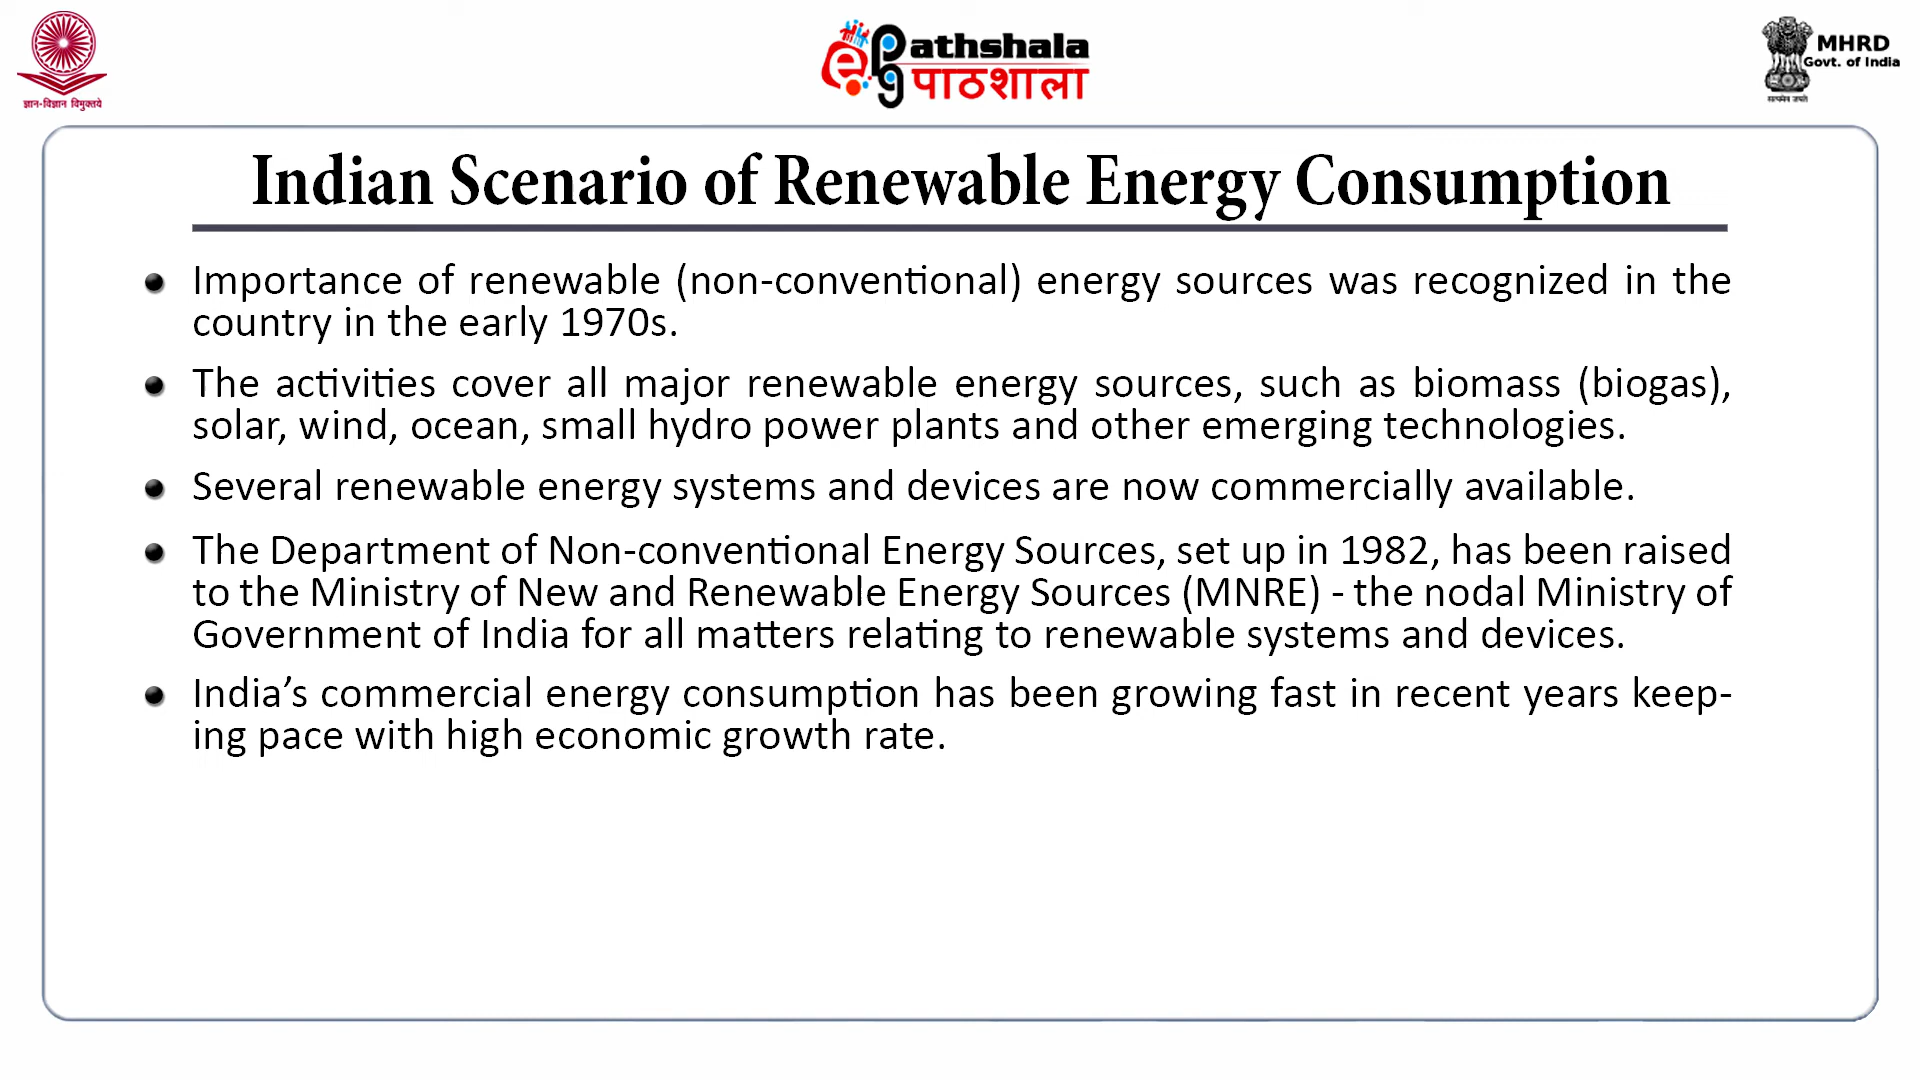 ज्ञान-विज्ञान विमुक्तये
ePGPathshala
पाठशाला
MHRD
Govt. of India
सत्यमेव जयते
Indian Scenario of Renewable Energy Consumption
Importance of renewable (non-conventional) energy sources was recognized in the
country in the early 1970s.
The activities cover all major renewable energy sources, such as biomass (biogas),
solar, wind, ocean, small hydro power plants and other emerging technologies.
Several renewable energy systems and devices are now commercially available.
The Department of Non-conventional Energy Sources, set up in 1982, has been raised
to the Ministry of New and Renewable Energy Sources (MNRE) - the nodal Ministry of
Government of India for all matters relating to renewable systems and devices.
India’s commercial energy consumption has been growing fast in recent years keep-
ing pace with high economic growth rate.